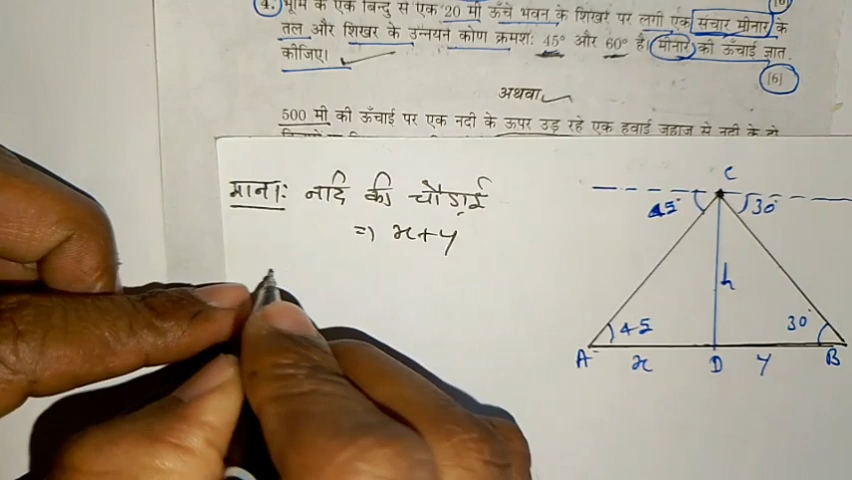 4. भूमि के एक बिन्दु से एक 20 मी ऊँचे भवन के शिखर पर लगी एक संचार मीनार के
तल और शिखर के उन्नयन कोण क्रमशः 45° और 60° है। मीनार की ऊँचाई ज्ञात
कीजिए।
[6]
अथवा
500 मी की ऊँचाई पर एक नदी के ऊपर उड़ रहे एक हवाई जहाज से नदी के दो
मानाः नदि की चौड़ाई
=) x+y
C
45° 30°
h
45 30°
A x D y B